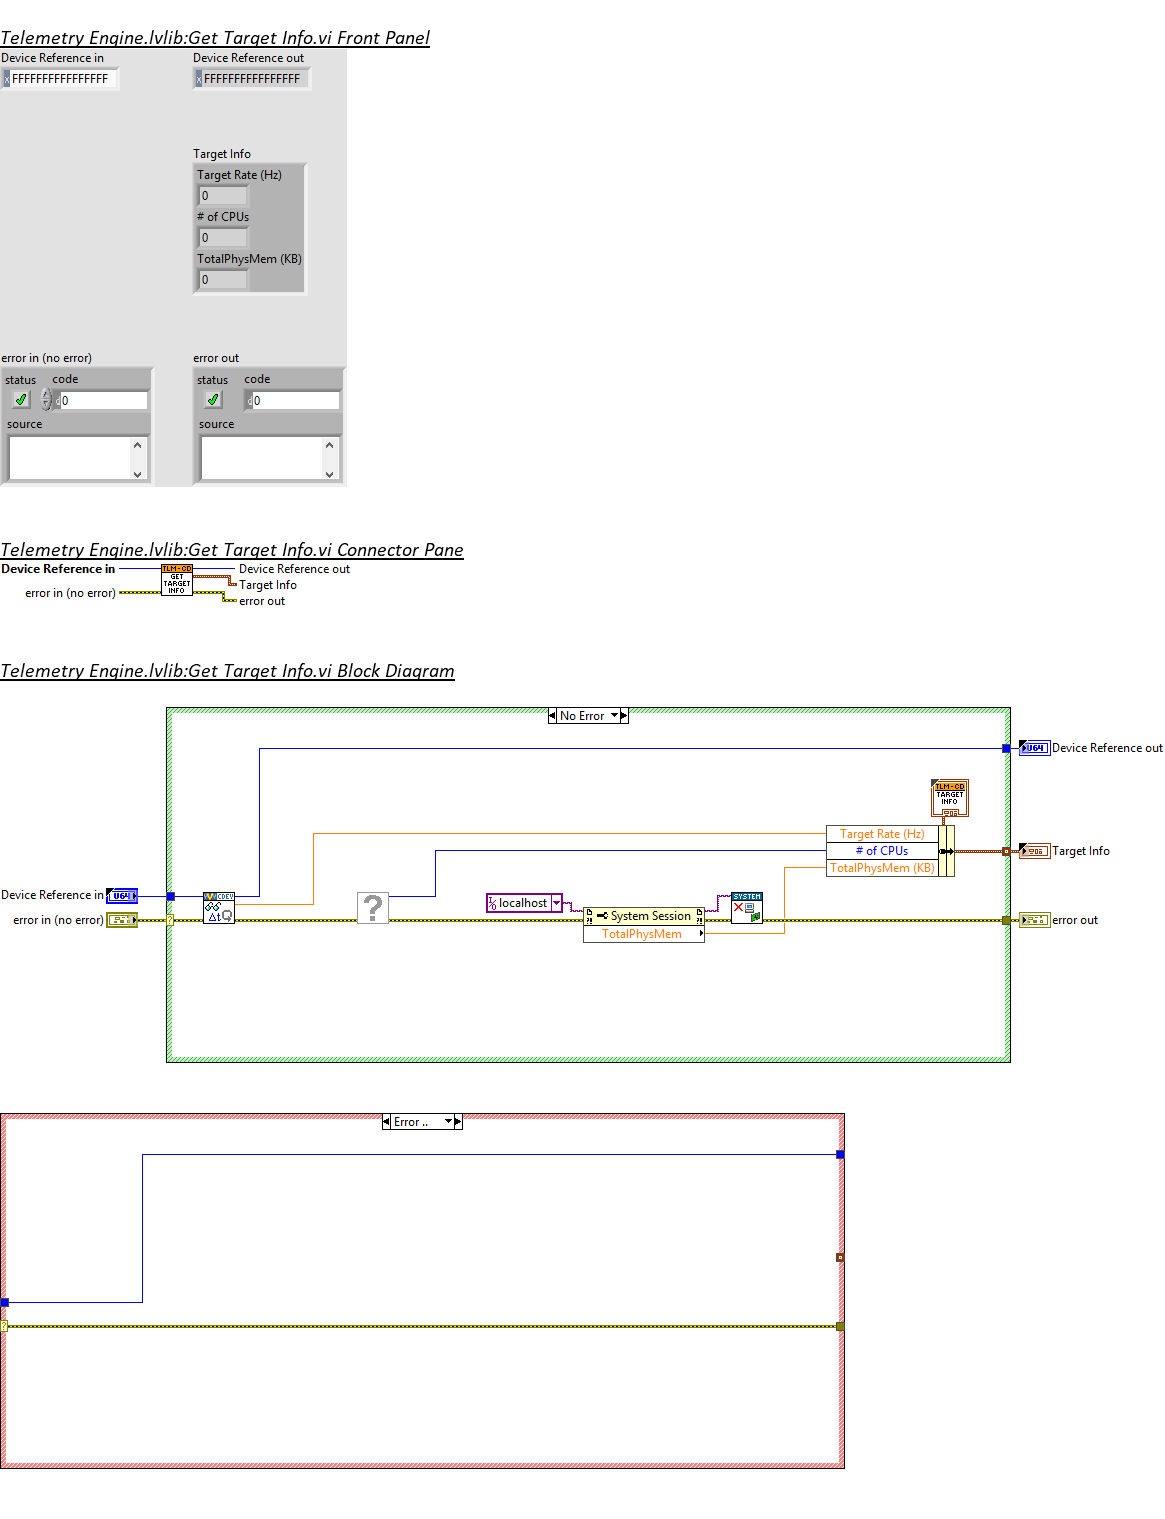 Telemetry Engine.lvlib:Get Target Info.vi Front Panel
Device Reference in
Device Reference out
x FFFFFFFFFFFFFFFF
x FFFFFFFFFFFFFFFF
Target Info
Target Rate (Hz)
0
# of CPUs
0
TotalPhysMem (KB)
0
error in (no error)
error out
status code
status code
d 0
d 0
source
source
Telemetry Engine.lvlib:Get Target Info.vi Connector Pane
Device Reference in
TLM-CD
GET
TARGET
INFO
Device Reference out
Target Info
error in (no error)
error out
Telemetry Engine.lvlib:Get Target Info.vi Block Diagram
No Error
U64
Device Reference out
TLM-CD
TARGET
INFO
Target Rate (Hz)
# of CPUs
TotalPhysMem (KB)
Target Info
Device Reference in
U64
CDEV
Δt
?
I/O localhost
SYSTEM
error in (no error)
?
System Session
TotalPhysMem
error out
Error ..
?